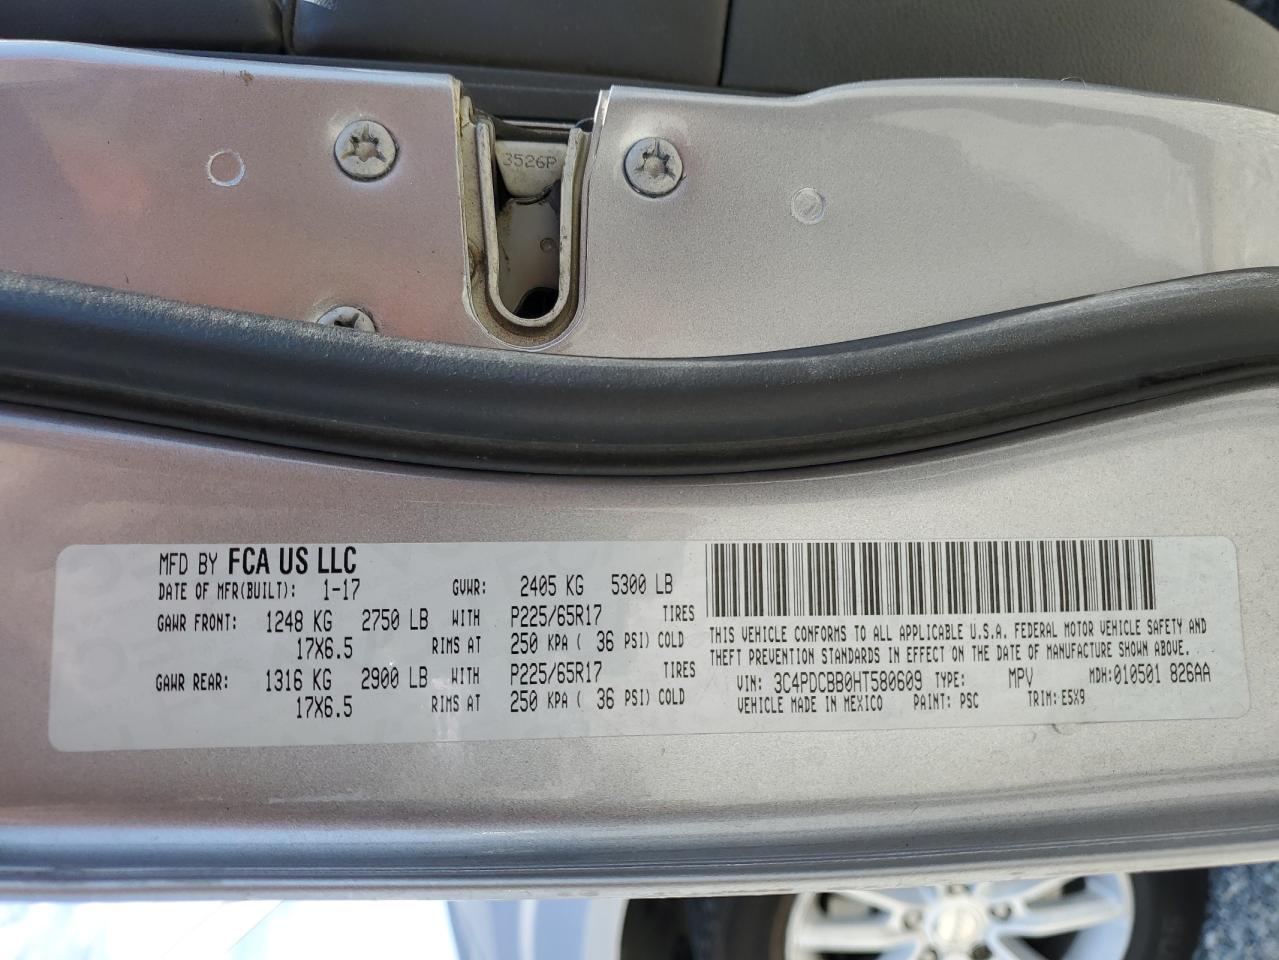 3526P
MFD BY FCA US LLC
DATE OF MFR(BUILT): 1-17 GVWR: 2405 KG 5300 LB
GAWR FRONT: 1248 KG 2750 LB WITH P225/65R17 TIRES
17X6.5 RIMS AT 250 KPA ( 36 PSI) COLD
GAWR REAR: 1316 KG 2900 LB WITH P225/65R17 TIRES
17X6.5 RIMS AT 250 KPA ( 36 PSI) COLD
THIS VEHICLE CONFORMS TO ALL APPLICABLE U.S.A. FEDERAL MOTOR VEHICLE SAFETY AND
THEFT PREVENTION STANDARDS IN EFFECT ON THE DATE OF MANUFACTURE SHOWN ABOVE.
VIN: 3C4PDCBB0HT580609 TYPE: MPV MDH:010501 826AA
VEHICLE MADE IN MEXICO PAINT: PSC TRIM: E5X9